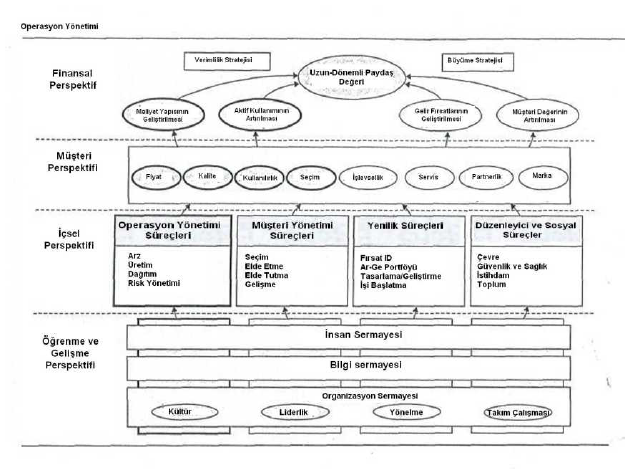 Operasyon Yönetimi
Finansal
Perspektif
Verimlilik Stratejisi
Büyüme Stratejisi
Uzun-Dönemli Paydaş
Değeri
Maliyet Yapısının
Geliştirilmesi
Aktif Kullanımının
Artırılması
Gelir Fırsatlarının
Geliştirilmesi
Müşteri Değerinin
Artırılması
Müşteri
Perspektifi
Fiyat
Kalite
Kullanılırlık
Seçim
İşlevsellik
Servis
Partnerlik
Marka
İçsel
Perspektifi
Operasyon Yönetimi
Süreçleri
Arz
Üretim
Dağıtım
Risk Yönetimi
Müşteri Yönetimi
Süreçleri
Seçim
Elde Etme
Elde Tutma
Gelişme
Yenilik Süreçleri
Fırsat ID
Ar-Ge Portföyü
Tasarlama/Geliştirme
İşi Başlatma
Düzenleyici ve Sosyal
Süreçler
Çevre
Güvenlik ve Sağlık
İstihdam
Toplum
Öğrenme ve
Gelişme
Perspektifi
İnsan Sermayesi
Bilgi sermayesi
Organizasyon Sermayesi
Kültür
Liderlik
Yönelme
Takım Çalışması